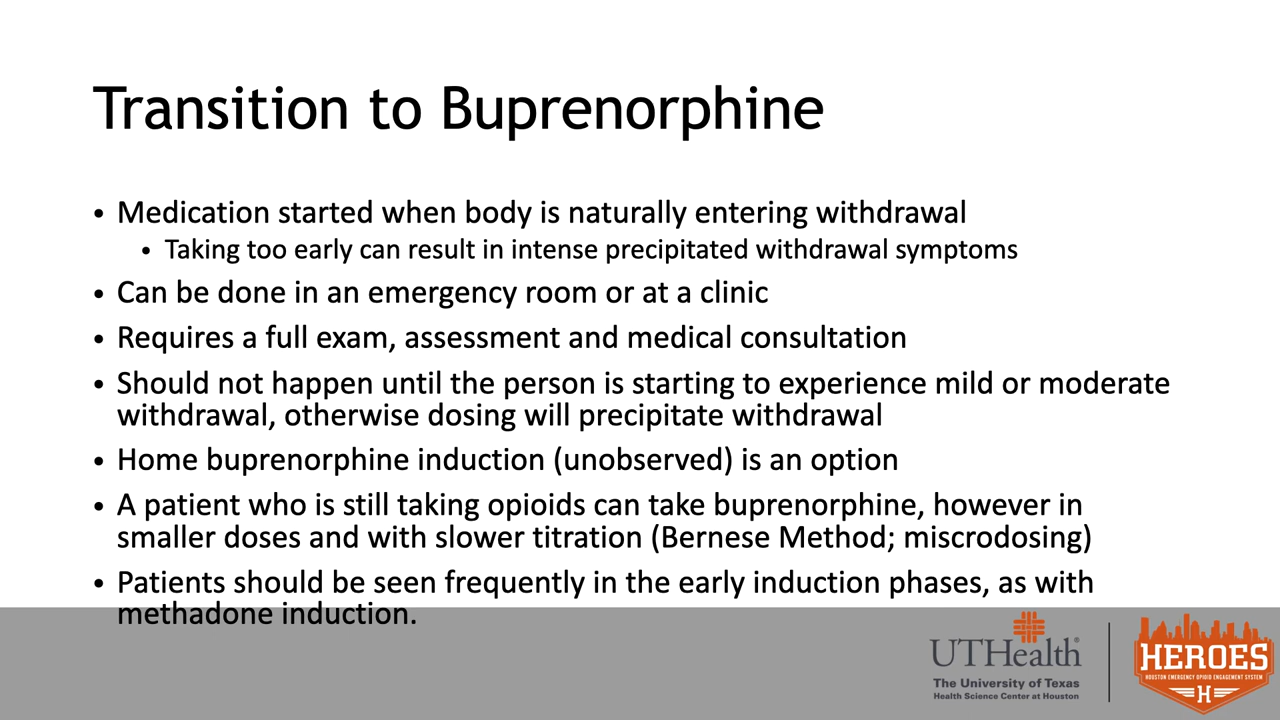 Transition to Buprenorphine
• Medication started when body is naturally entering withdrawal
• Taking too early can result in intense precipitated withdrawal symptoms
• Can be done in an emergency room or at a clinic
• Requires a full exam, assessment and medical consultation
• Should not happen until the person is starting to experience mild or moderate
withdrawal, otherwise dosing will precipitate withdrawal
• Home buprenorphine induction (unobserved) is an option
• A patient who is still taking opioids can take buprenorphine, however in
smaller doses and with slower titration (Bernese Method; miscrodosing)
• Patients should be seen frequently in the early induction phases, as with
methadone induction.
UTHealth®
The University of Texas
Health Science Center at Houston
HEROES
HOUSTON EMERGENCY OPIOID ENGAGEMENT SYSTEM
H